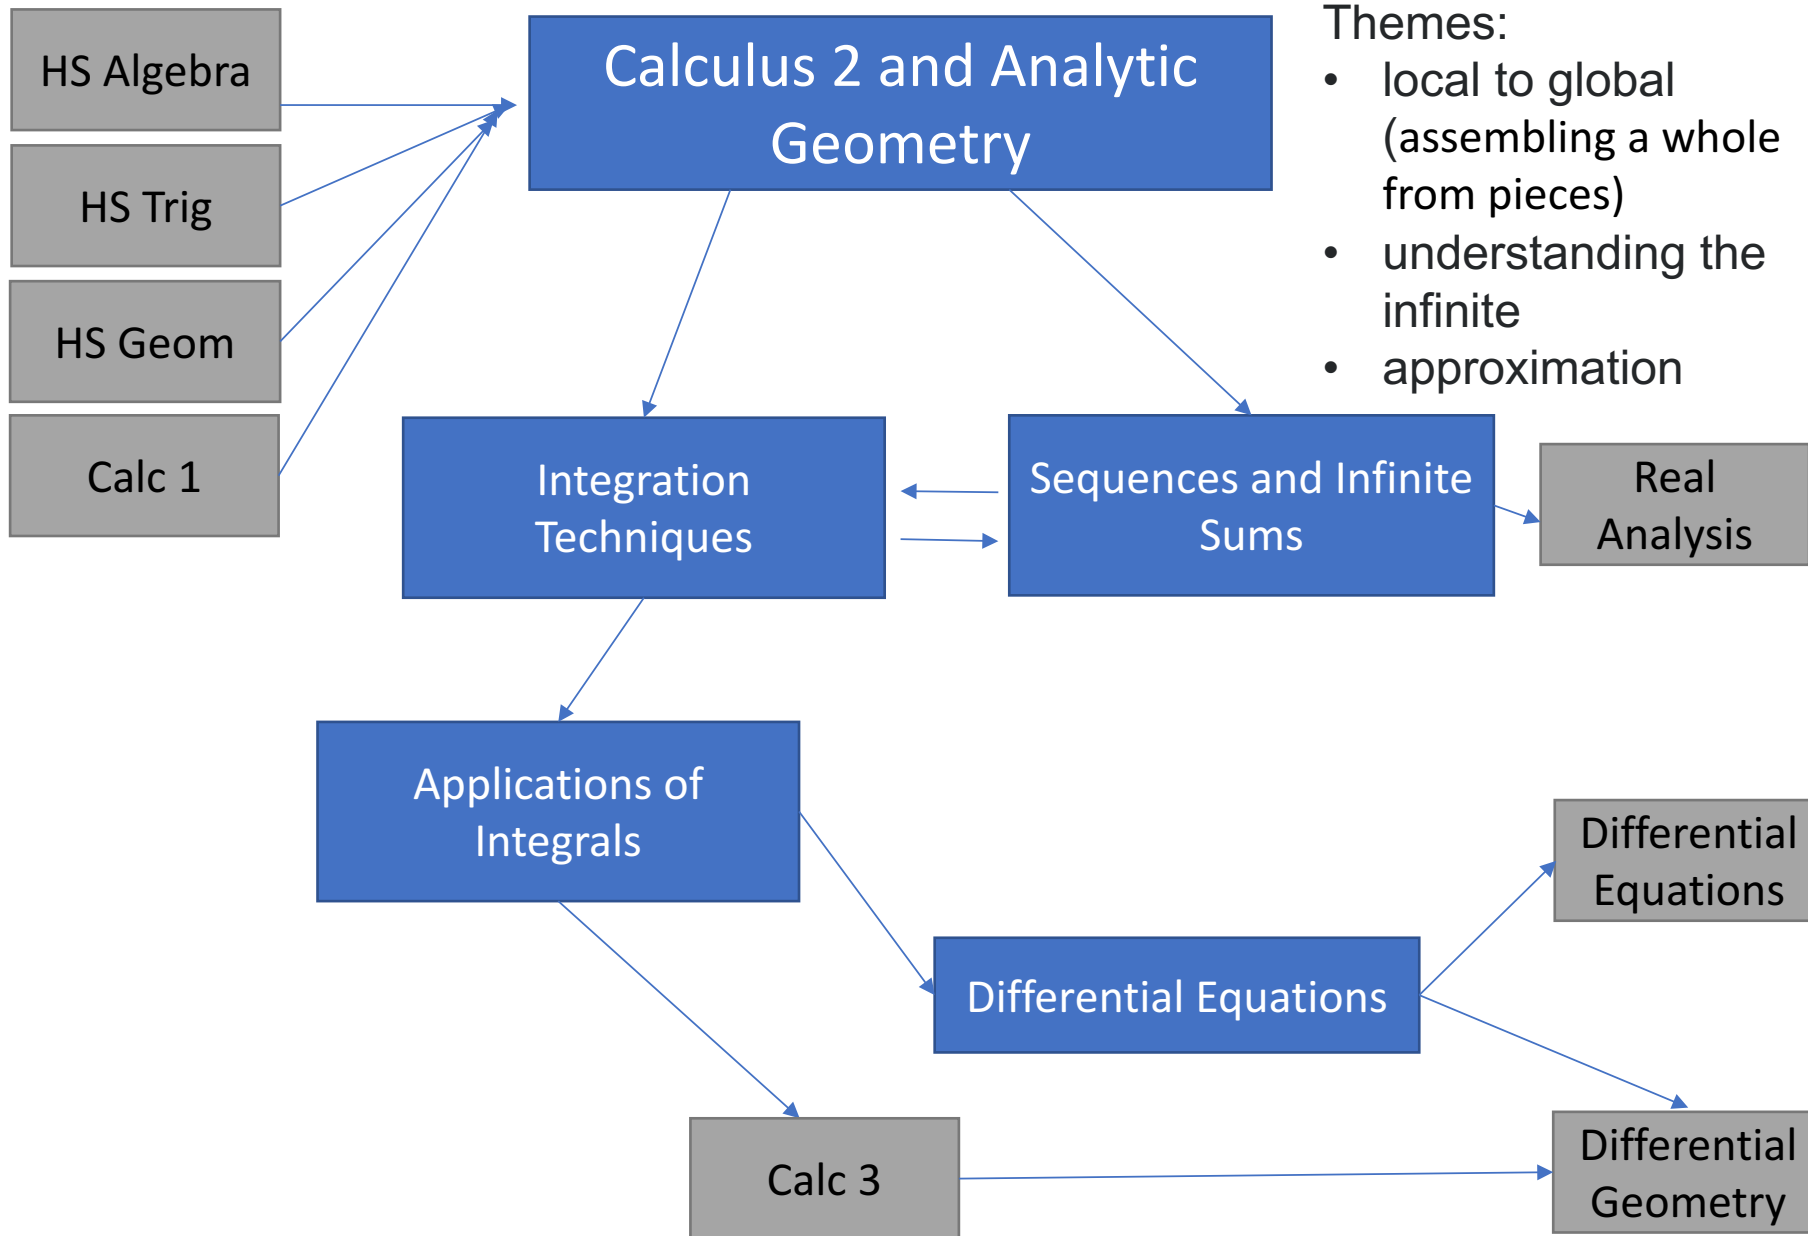 HS Algebra
HS Trig
HS Geom
Calc 1
Calculus 2 and Analytic
Geometry
Themes:
• local to global
(assembling a whole
from pieces)
• understanding the
infinite
• approximation
Integration
Techniques
Sequences and Infinite
Sums
Real
Analysis
Applications of
Integrals
Differential
Equations
Differential Equations
Calc 3
Differential
Geometry